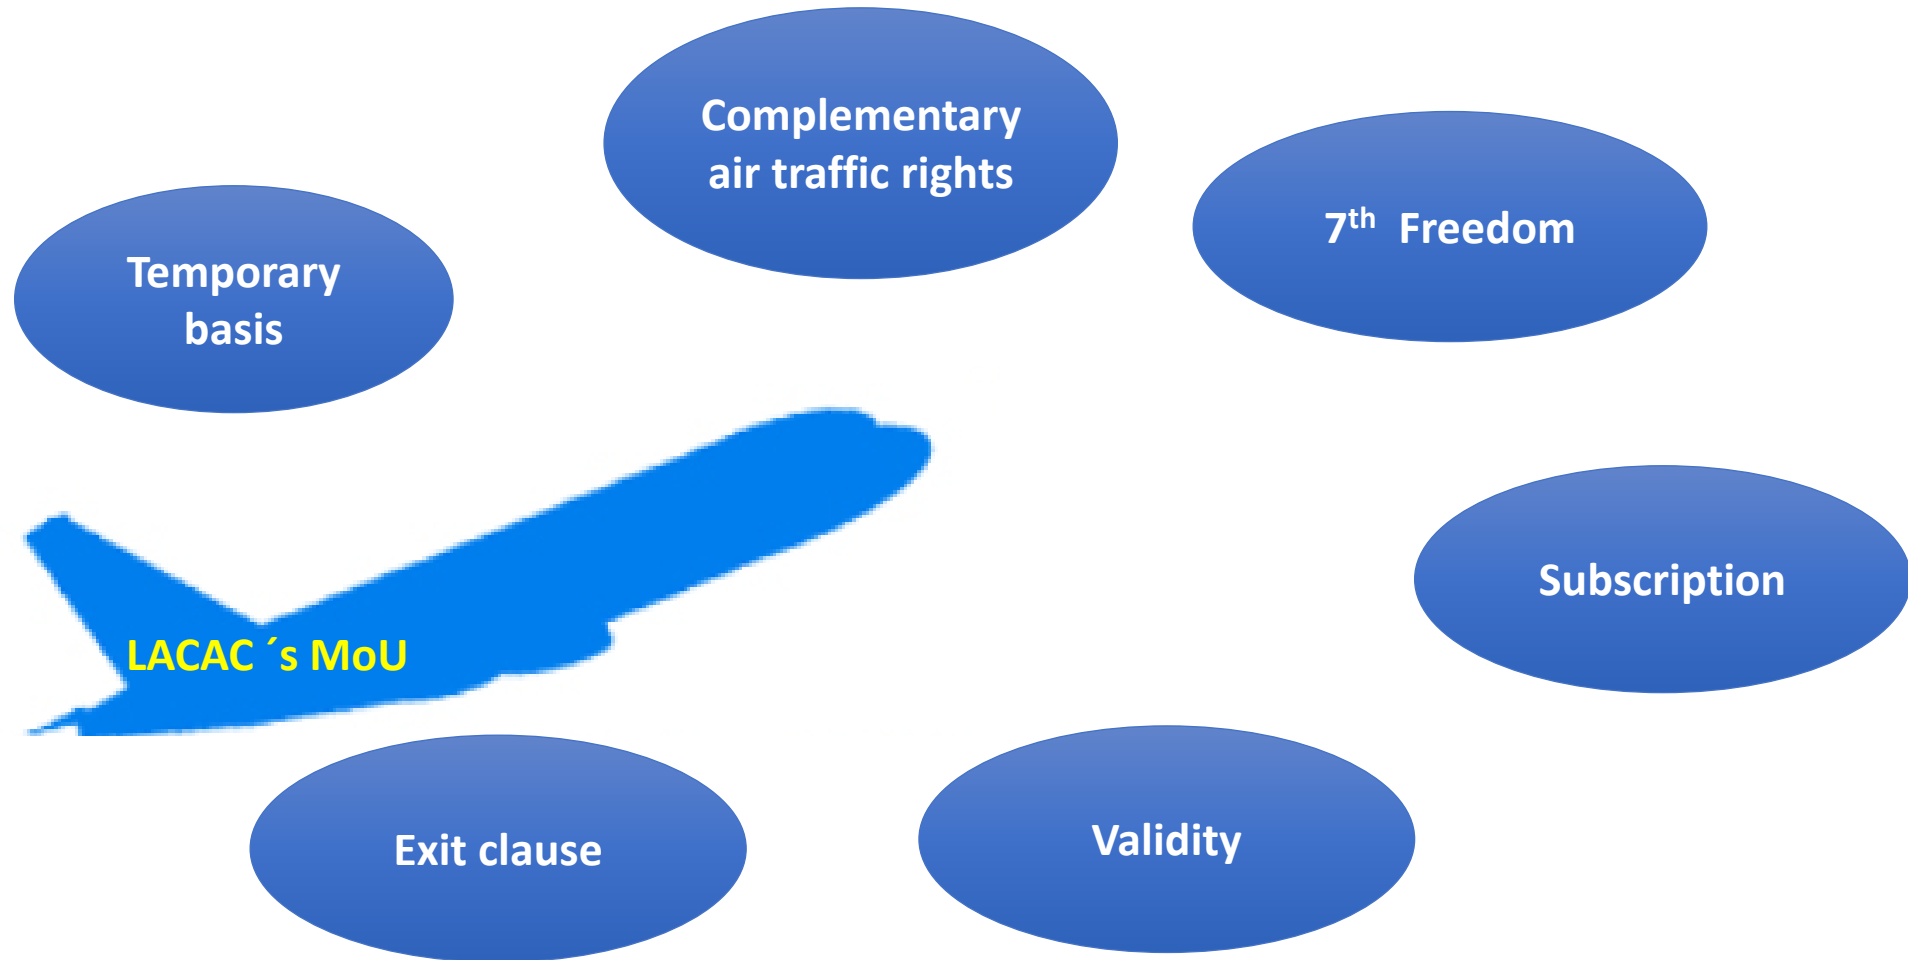 Complementary
air traffic rights
7th Freedom
Temporary
basis
Subscription
LACAC ´s MoU
Validity
Exit clause